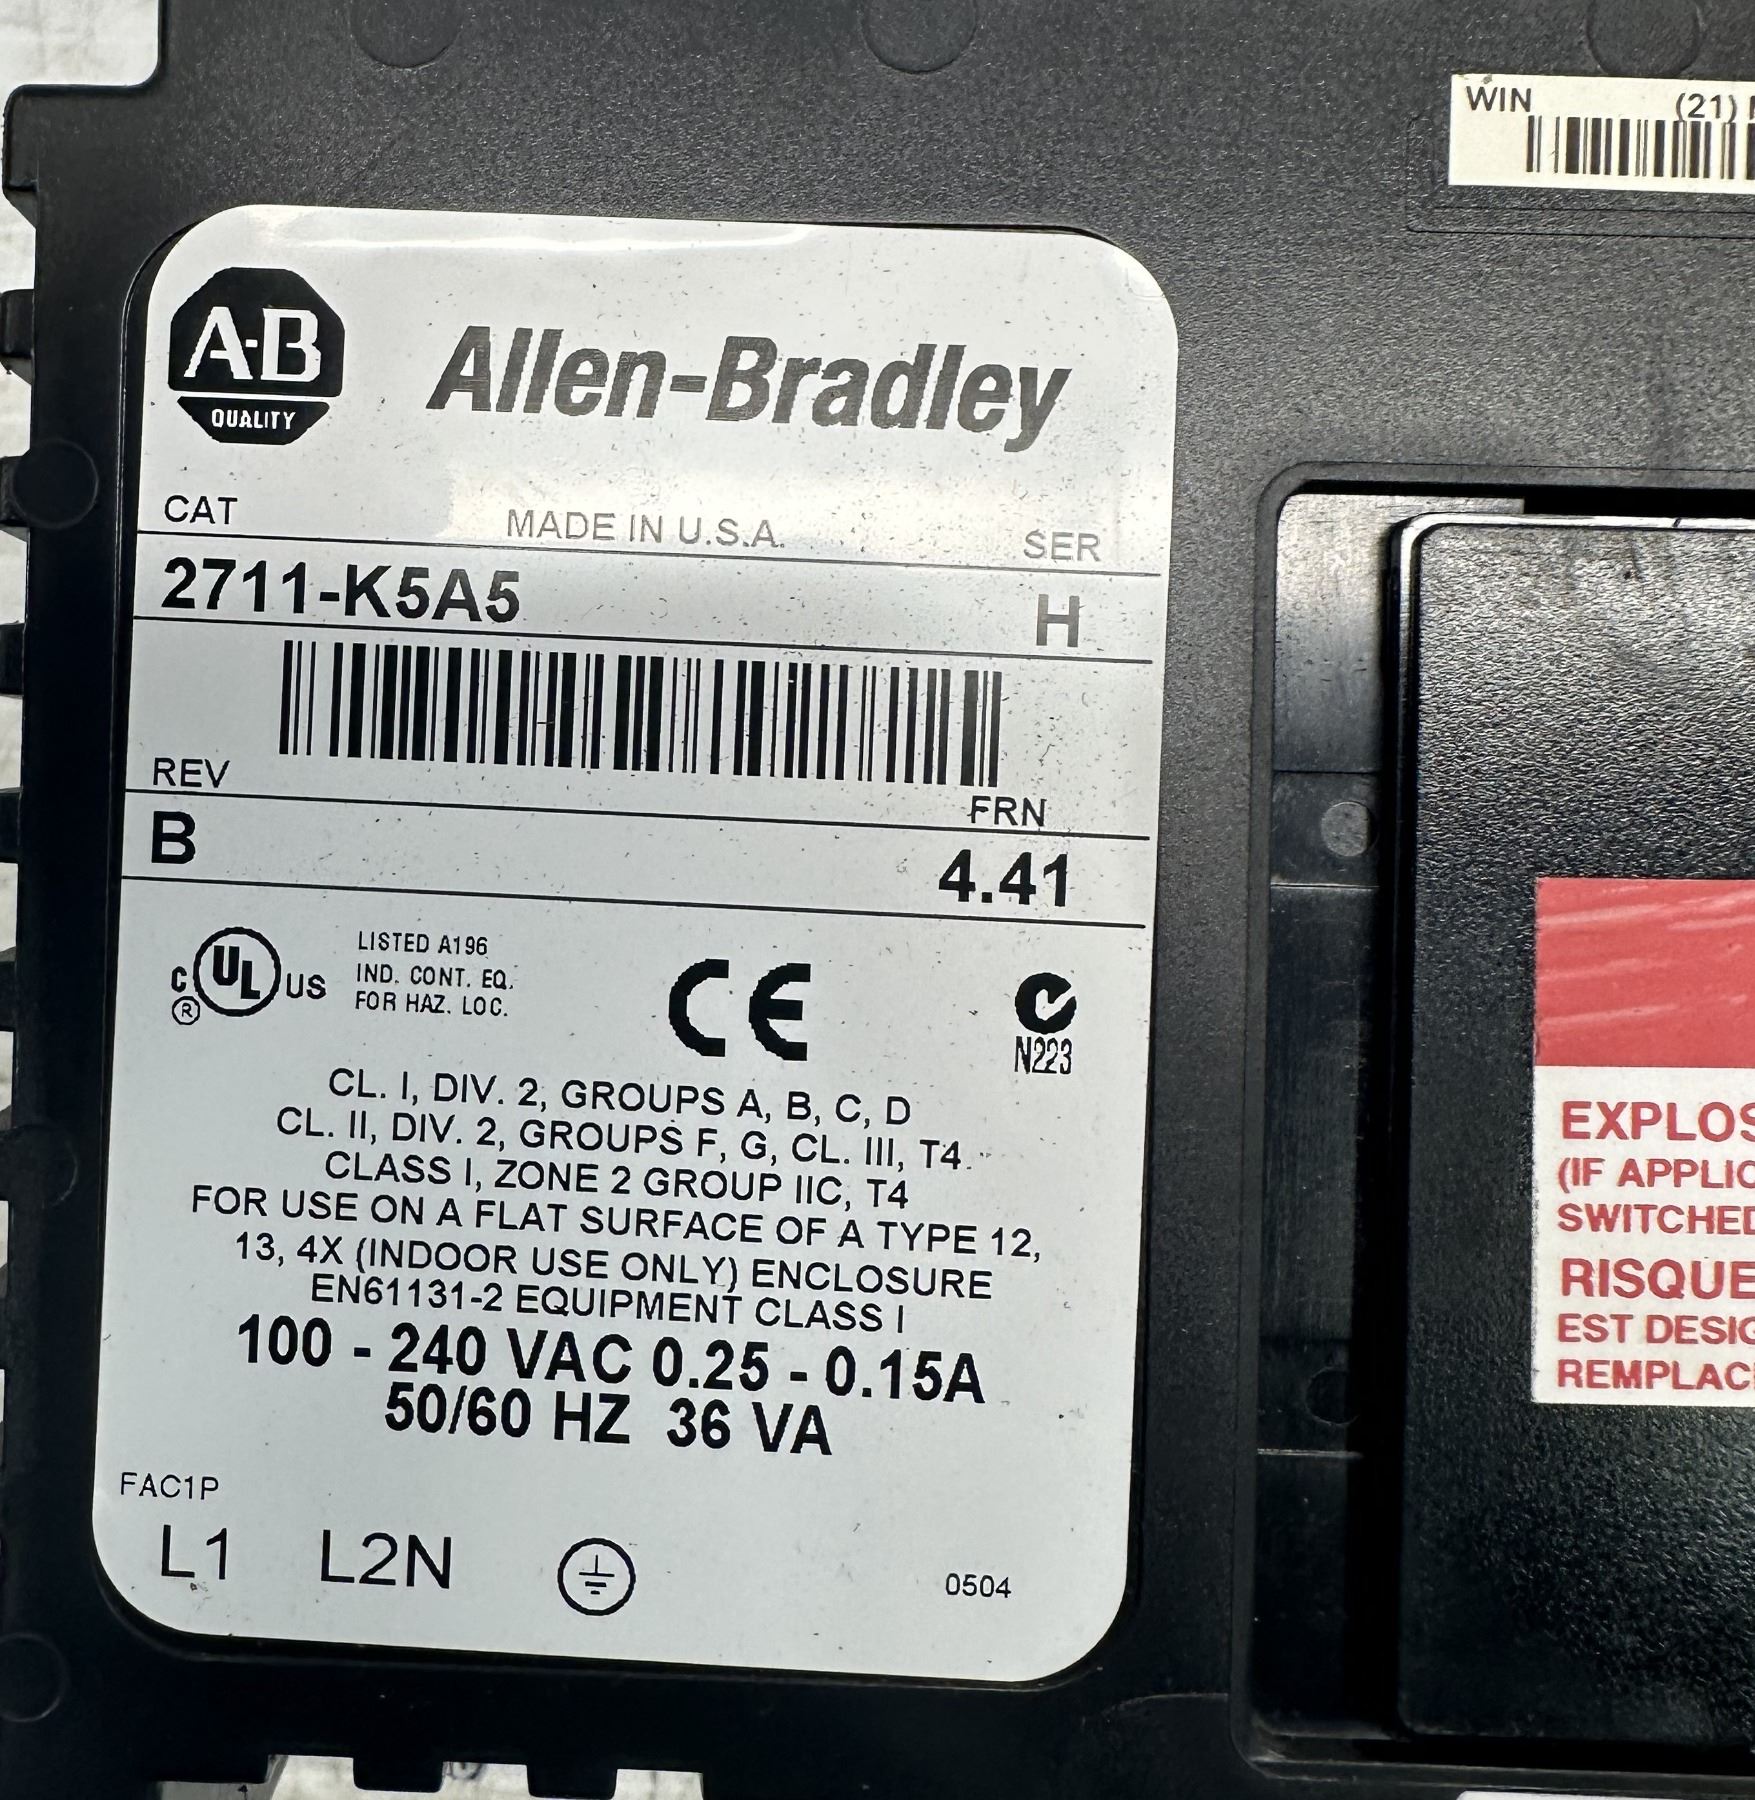 WIN (21)
A-B
QUALITY
Allen-Bradley
CAT MADE IN U.S.A. SER
2711-K5A5 H
REV FRN
B 4.41
C UL US
®
LISTED A196
IND. CONT. EQ.
FOR HAZ. LOC.
CE
N223
CL. I, DIV. 2, GROUPS A, B, C, D
CL. II, DIV. 2, GROUPS F, G, CL. III, T4
CLASS I, ZONE 2 GROUP IIC, T4
FOR USE ON A FLAT SURFACE OF A TYPE 12,
13, 4X (INDOOR USE ONLY) ENCLOSURE
EN61131-2 EQUIPMENT CLASS I
100 - 240 VAC 0.25 - 0.15A
50/60 HZ 36 VA
FAC1P
L1 L2N
0504
EXPLOS
(IF APPLIC
SWITCHED
RISQUE
EST DESIG
REMPLAC